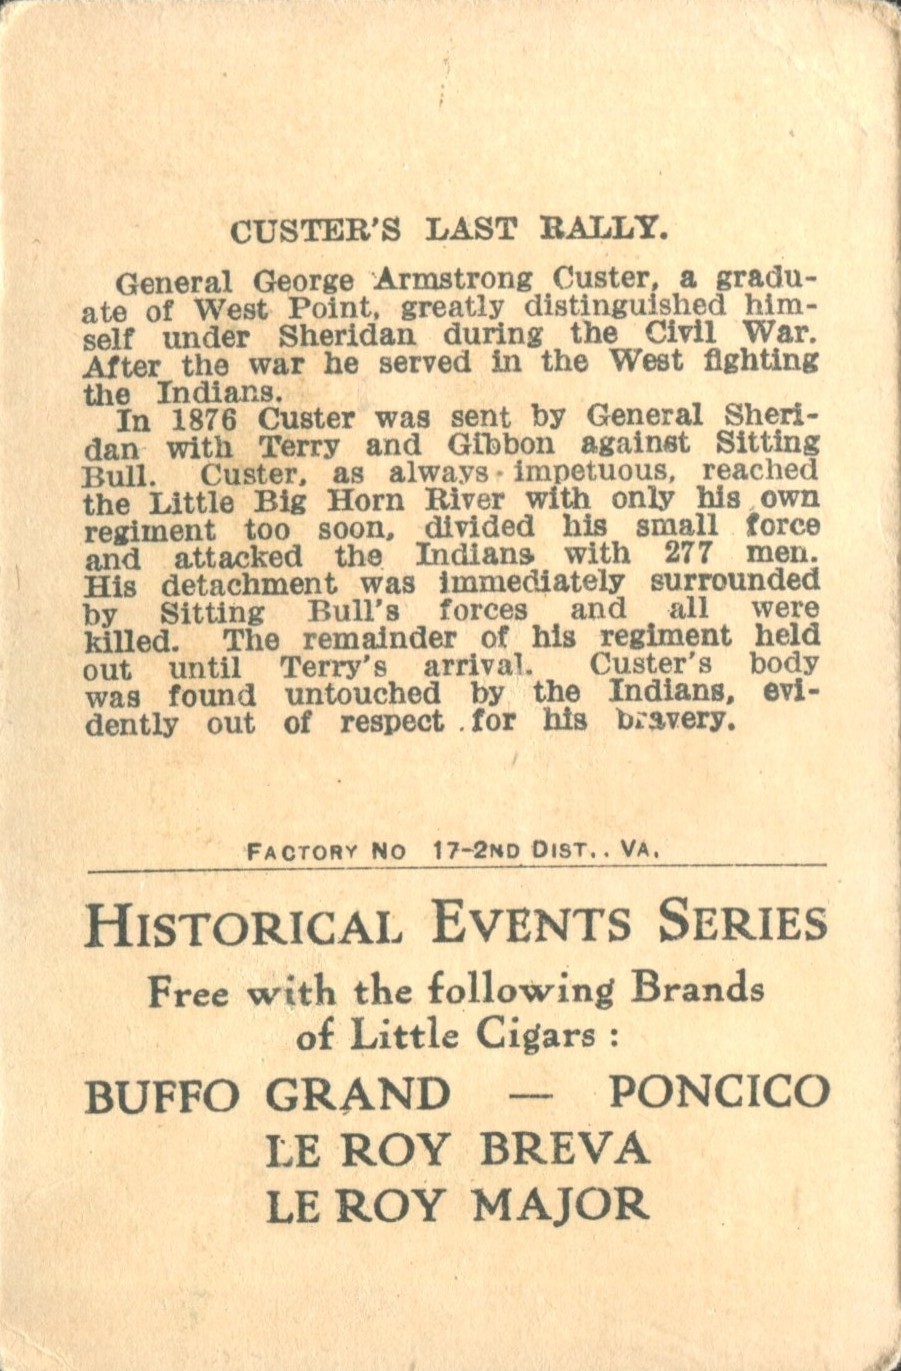 CUSTER'S LAST RALLY.
General George Armstrong Custer, a gradu-
ate of West Point, greatly distinguished him-
self under Sheridan during the Civil War.
After the war he served in the West fighting
the Indians.
In 1876 Custer was sent by General Sheri-
dan with Terry and Gibbon against Sitting
Bull. Custer, as always impetuous, reached
the Little Big Horn River with only his own
regiment too soon, divided his small force
and attacked the Indians with 277 men.
His detachment was immediately surrounded
by Sitting Bull's forces and all were
killed. The remainder of his regiment held
out until Terry's arrival. Custer's body
was found untouched by the Indians, evi-
dently out of respect for his bravery.
FACTORY NO 17-2ND DIST., VA.
HISTORICAL EVENTS SERIES
Free with the following Brands
of Little Cigars :
BUFFO GRAND — PONCICO
LE ROY BREVA
LE ROY MAJOR